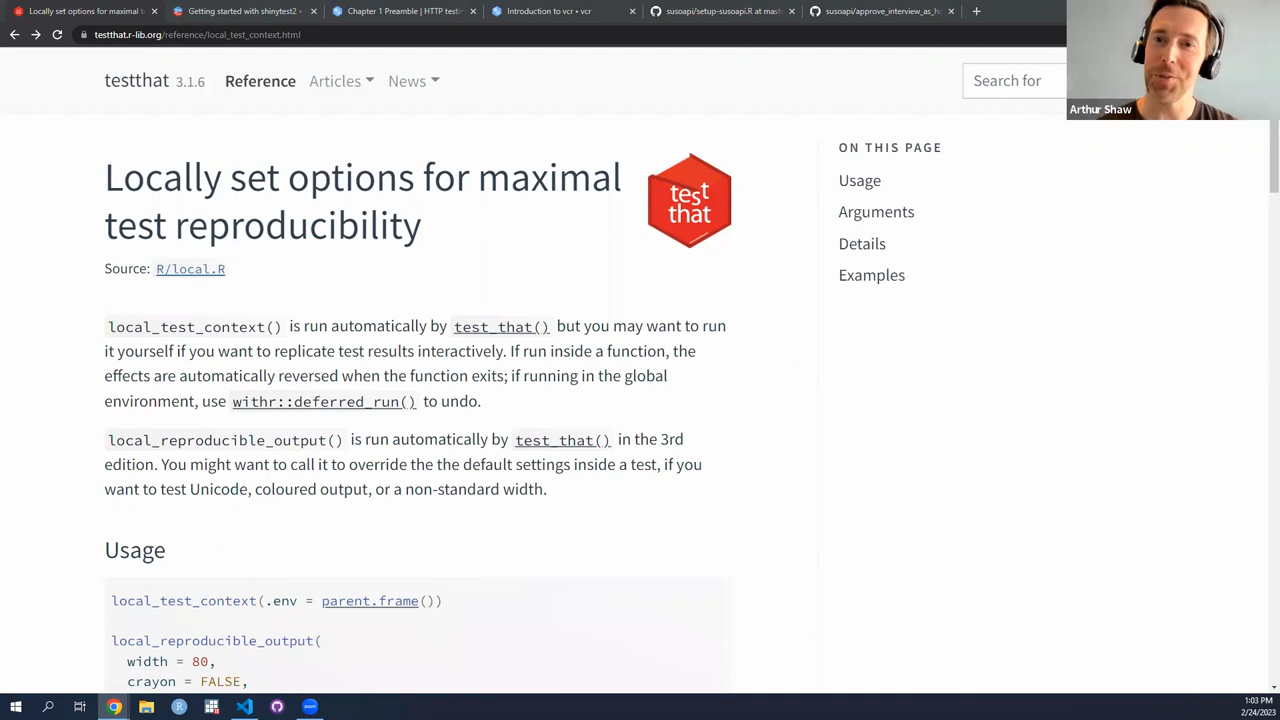 Locally set options for maximal t
Getting started with shinytest2 •
Chapter 1 Preamble | HTTP testi
Introduction to vcr • vcr
susoapi/setup-susoapi.R at mast
susoapi/approve_interview_as_h
testthat.r-lib.org/reference/local_test_context.html
testthat 3.1.6 Reference Articles News
Search for
Arthur Shaw
Locally set options for maximal
test reproducibility
test
that
Source: R/local.R
local_test_context() is run automatically by test_that() but you may want to run
it yourself if you want to replicate test results interactively. If run inside a function, the
effects are automatically reversed when the function exits; if running in the global
environment, use withr::deferred_run() to undo.
local_reproducible_output() is run automatically by test_that() in the 3rd
edition. You might want to call it to override the the default settings inside a test, if you
want to test Unicode, coloured output, or a non-standard width.
Usage
local_test_context(.env = parent.frame())
local_reproducible_output(
width = 80,
crayon = FALSE,
ON THIS PAGE
Usage
Arguments
Details
Examples
zoom
1:03 PM
2/24/2023